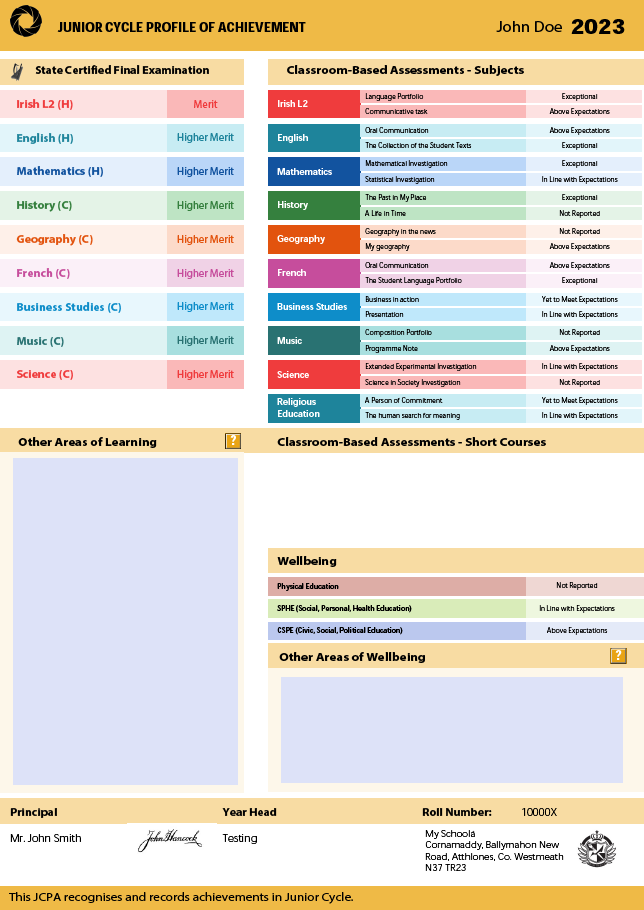 JUNIOR CYCLE PROFILE OF ACHIEVEMENT
John Doe 2023
State Certified Final Examination
Irish L2 (H) Merit
English (H) Higher Merit
Mathematics (H) Higher Merit
History (C) Higher Merit
Geography (C) Higher Merit
French (C) Higher Merit
Business Studies (C) Higher Merit
Music (C) Higher Merit
Science (C) Higher Merit
Classroom-Based Assessments - Subjects
Irish L2
Language Portfolio Exceptional
Communicative task Above Expectations
English
Oral Communication Above Expectations
The Collection of the Student Texts Exceptional
Mathematics
Mathematical Investigation Exceptional
Statistical Investigation In Line with Expectations
History
The Past in My Place Exceptional
A Life in Time Not Reported
Geography
Geography in the news Not Reported
My geography Above Expectations
French
Oral Communication Above Expectations
The Student Language Portfolio Exceptional
Business Studies
Business in action Yet to Meet Expectations
Presentation In Line with Expectations
Music
Composition Portfolio Not Reported
Programme Note Above Expectations
Science
Extended Experimental Investigation In Line with Expectations
Science in Society Investigation Not Reported
Religious
Education
A Person of Commitment Yet to Meet Expectations
The human search for meaning In Line with Expectations
Other Areas of Learning ?
Classroom-Based Assessments - Short Courses
Wellbeing
Physical Education Not Reported
SPHE (Social, Personal, Health Education) In Line with Expectations
CSPE (Civic, Social, Political Education) Above Expectations
Other Areas of Wellbeing ?
Principal Year Head Roll Number: 10000X
Mr. John Smith John Hancock Testing
My Schoolá
Cornamaddy, Ballymahon New
Road, Atthlones, Co. Westmeath
N37 TR23
This JCPA recognises and records achievements in Junior Cycle.